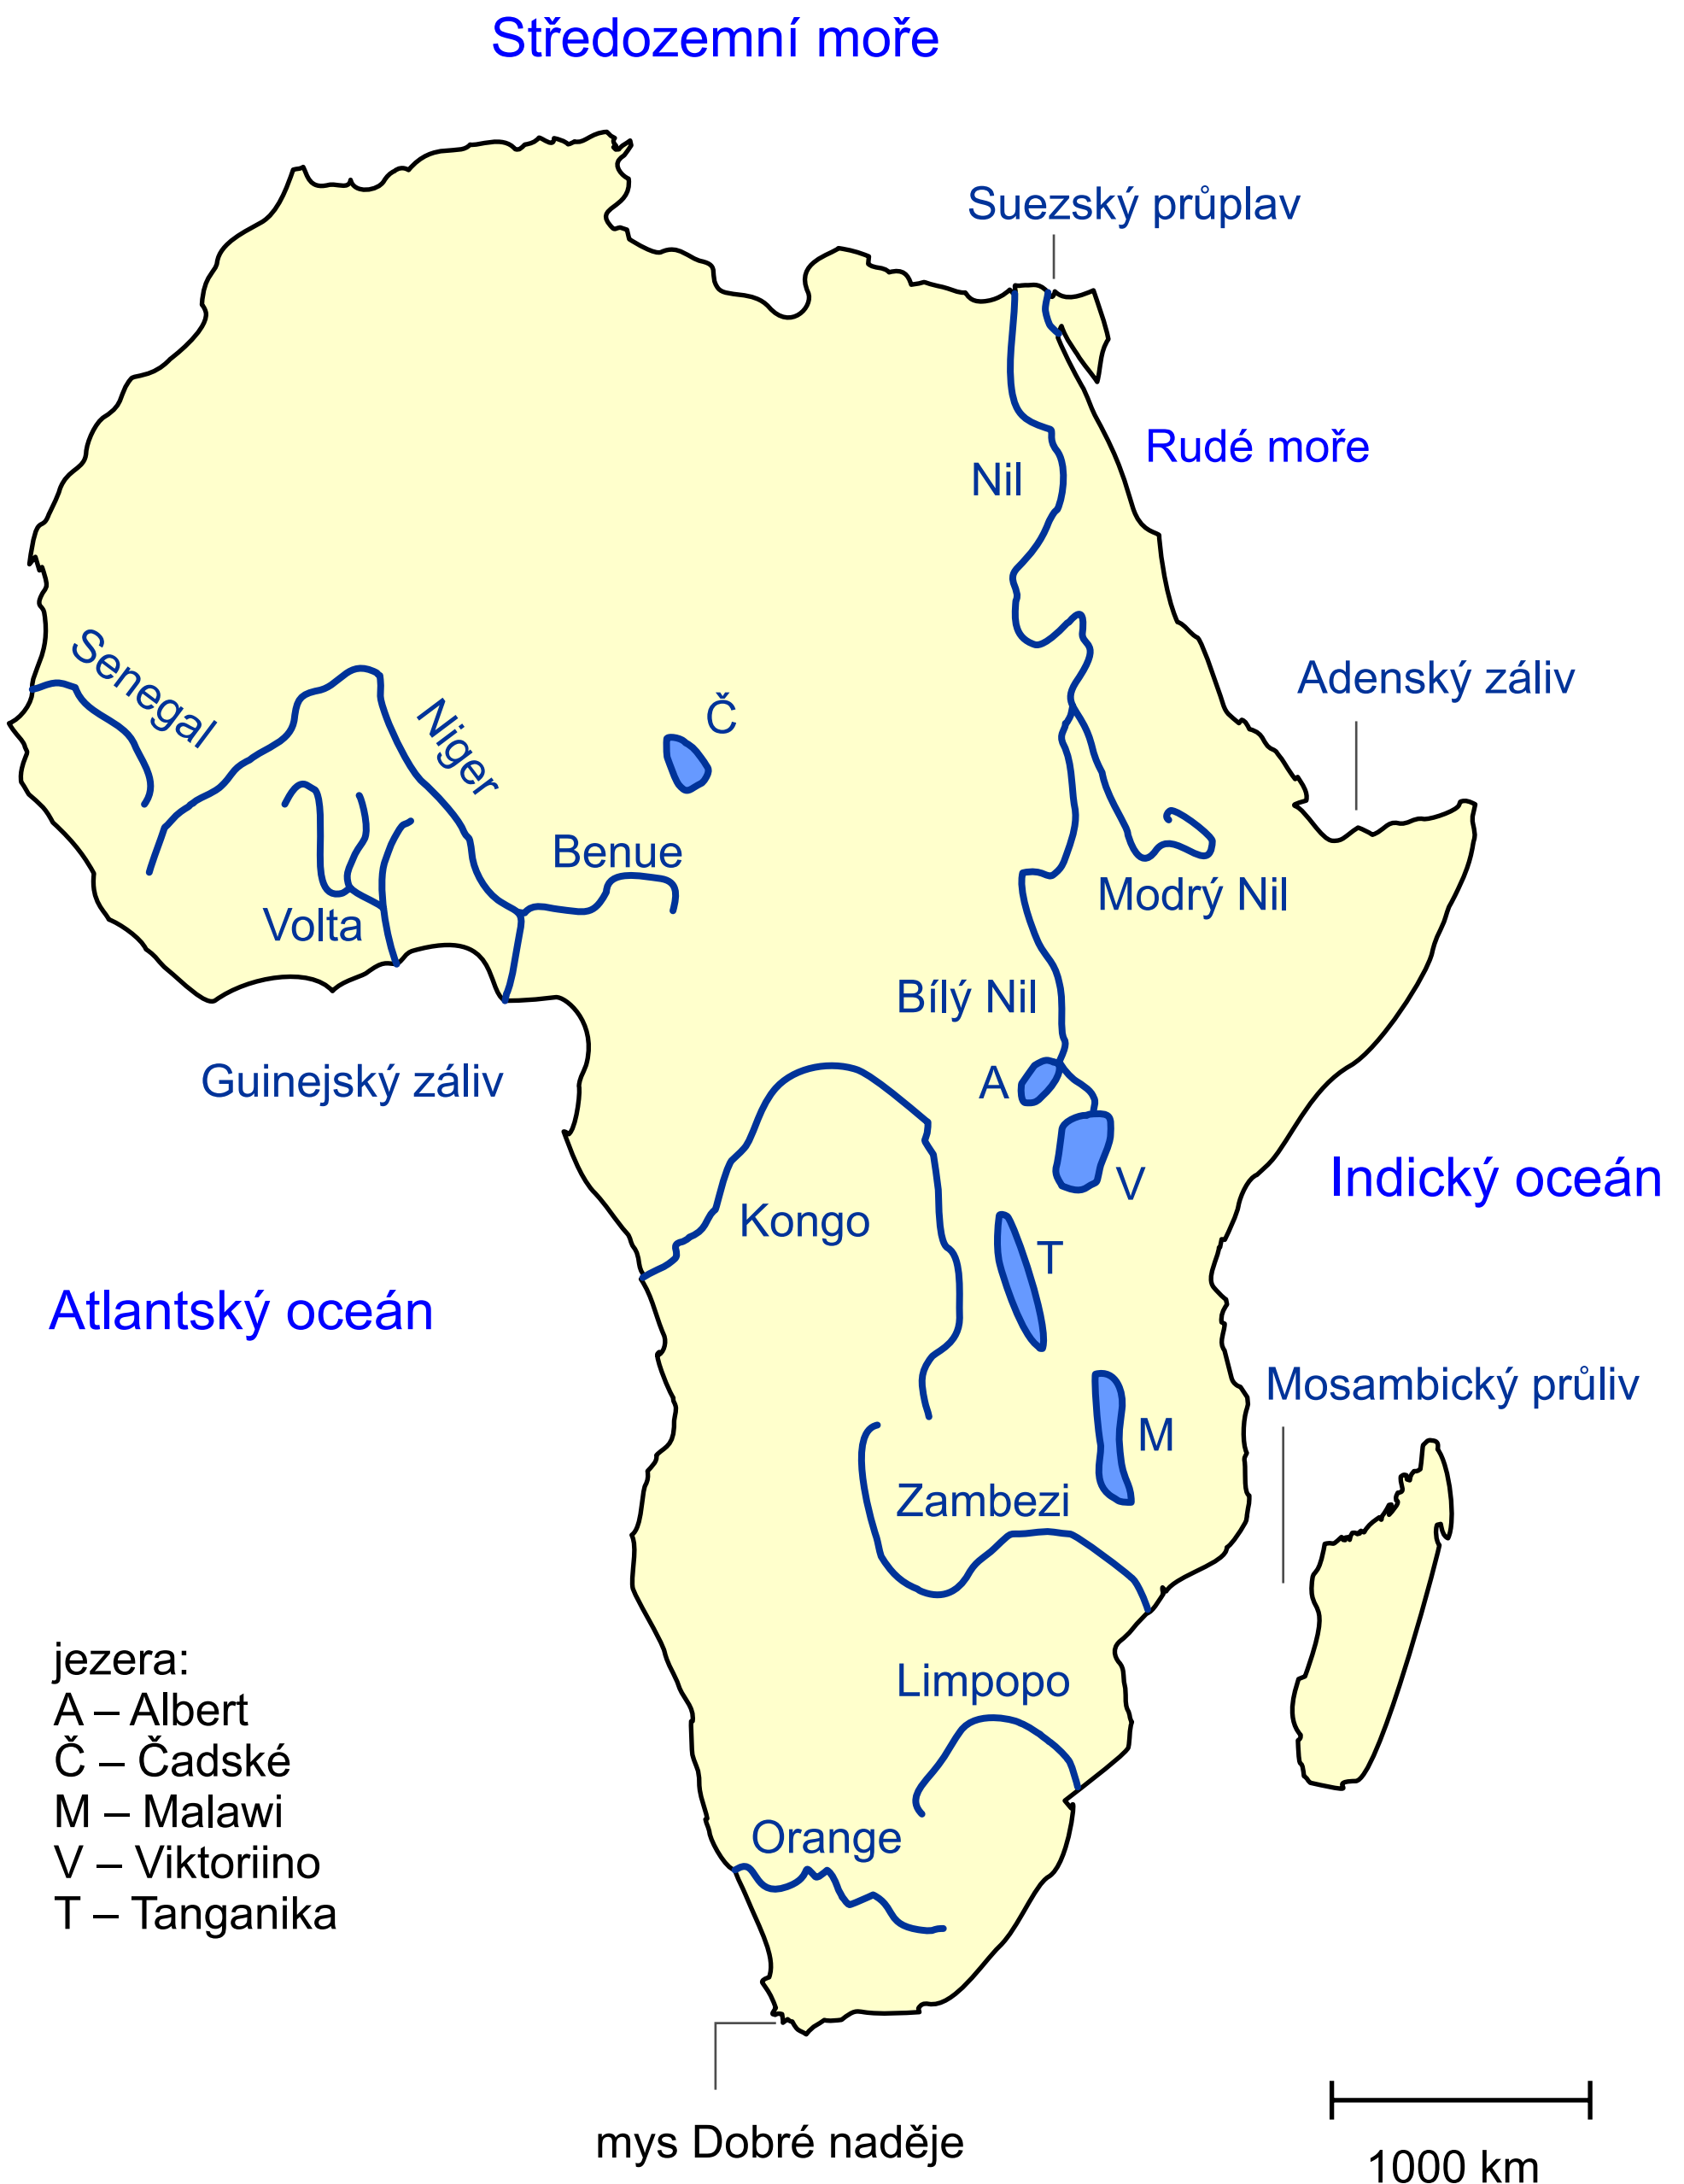 Středozemní moře
Suezský průplav
Rudé moře
Nil
Senegal
Niger
Č
Adenský záliv
Benue
Modrý Nil
Volta
Bílý Nil
Guinejský záliv
A
V
Indický oceán
Kongo
T
Atlantský oceán
Mosambický průliv
M
Zambezi
jezera:
A – Albert
Č – Čadské
M – Malawi
V – Viktoriino
T – Tanganika
Limpopo
Orange
mys Dobré naděje
1000 km